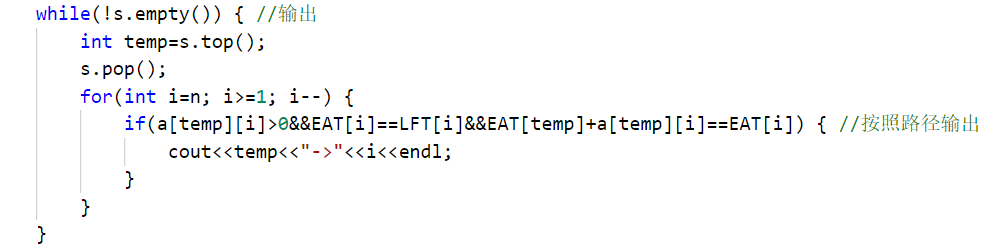 while(!s.empty()) { //输出
int temp=s.top();
s.pop();
for(int i=n; i>=1; i--) {
if(a[temp][i]>0&&EAT[i]==LFT[i]&&EAT[temp]+a[temp][i]==EAT[i]) { //按照路径输出
cout<<temp<<"->"<<i<<endl;
}
}
}